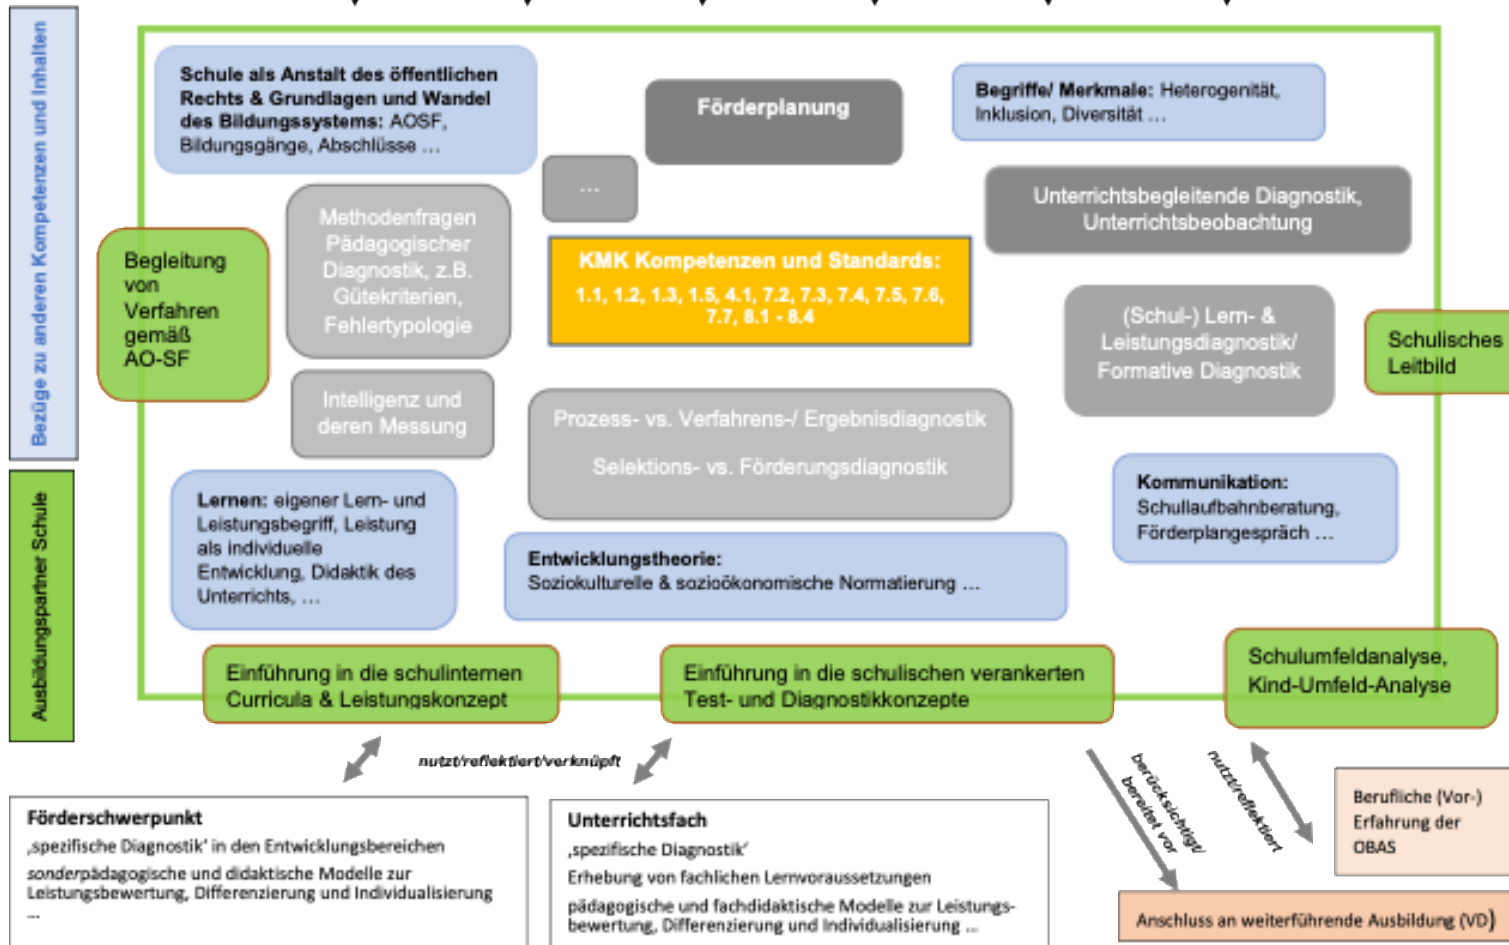 Bezüge zu anderen Kompetenzen und Inhalten
Ausbildungspartner Schule
Schule als Anstalt des öffentlichen
Rechts & Grundlagen und Wandel
des Bildungssystems: AOSF,
Bildungsgänge, Abschlüsse ...
Förderplanung
Begriffe/ Merkmale: Heterogenität,
Inklusion, Diversität ...
...
Methodenfragen
Pädagogischer
Diagnostik, z.B.
Gütekriterien,
Fehlertypologie
Unterrichtsbegleitende Diagnostik,
Unterrichtsbeobachtung
Begleitung
von
Verfahren
gemäß
AO-SF
KMK Kompetenzen und Standards:
1.1, 1.2, 1.3, 1.5, 4.1, 7.2, 7.3, 7.4, 7.5, 7.6,
7.7, 8.1 - 8.4
(Schul-) Lern- &
Leistungsdiagnostik/
Formative Diagnostik
Schulisches
Leitbild
Intelligenz und
deren Messung
Prozess- vs. Verfahrens-/ Ergebnisdiagnostik
Selektions- vs. Förderungsdiagnostik
Lernen: eigener Lern- und
Leistungsbegriff, Leistung
als individuelle
Entwicklung, Didaktik des
Unterrichts, ...
Kommunikation:
Schullaufbahnberatung,
Förderplangespräch ...
Entwicklungstheorie:
Soziokulturelle & sozioökonomische Normatierung ...
Einführung in die schulinternen
Curricula & Leistungskonzept
Einführung in die schulischen verankerten
Test- und Diagnostikkonzepte
Schulumfeldanalyse,
Kind-Umfeld-Analyse
nutzt/reflektiert/verknüpft
berücksichtigt/
bereitet vor
nutzt/reflektiert
Förderschwerpunkt
‚spezifische Diagnostik' in den Entwicklungsbereichen
sonderpädagogische und didaktische Modelle zur
Leistungsbewertung, Differenzierung und Individualisierung
...
Unterrichtsfach
‚spezifische Diagnostik'
Erhebung von fachlichen Lernvoraussetzungen
pädagogische und fachdidaktische Modelle zur Leistungs-
bewertung, Differenzierung und Individualisierung ...
Berufliche (Vor-)
Erfahrung der
OBAS
Anschluss an weiterführende Ausbildung (VD)